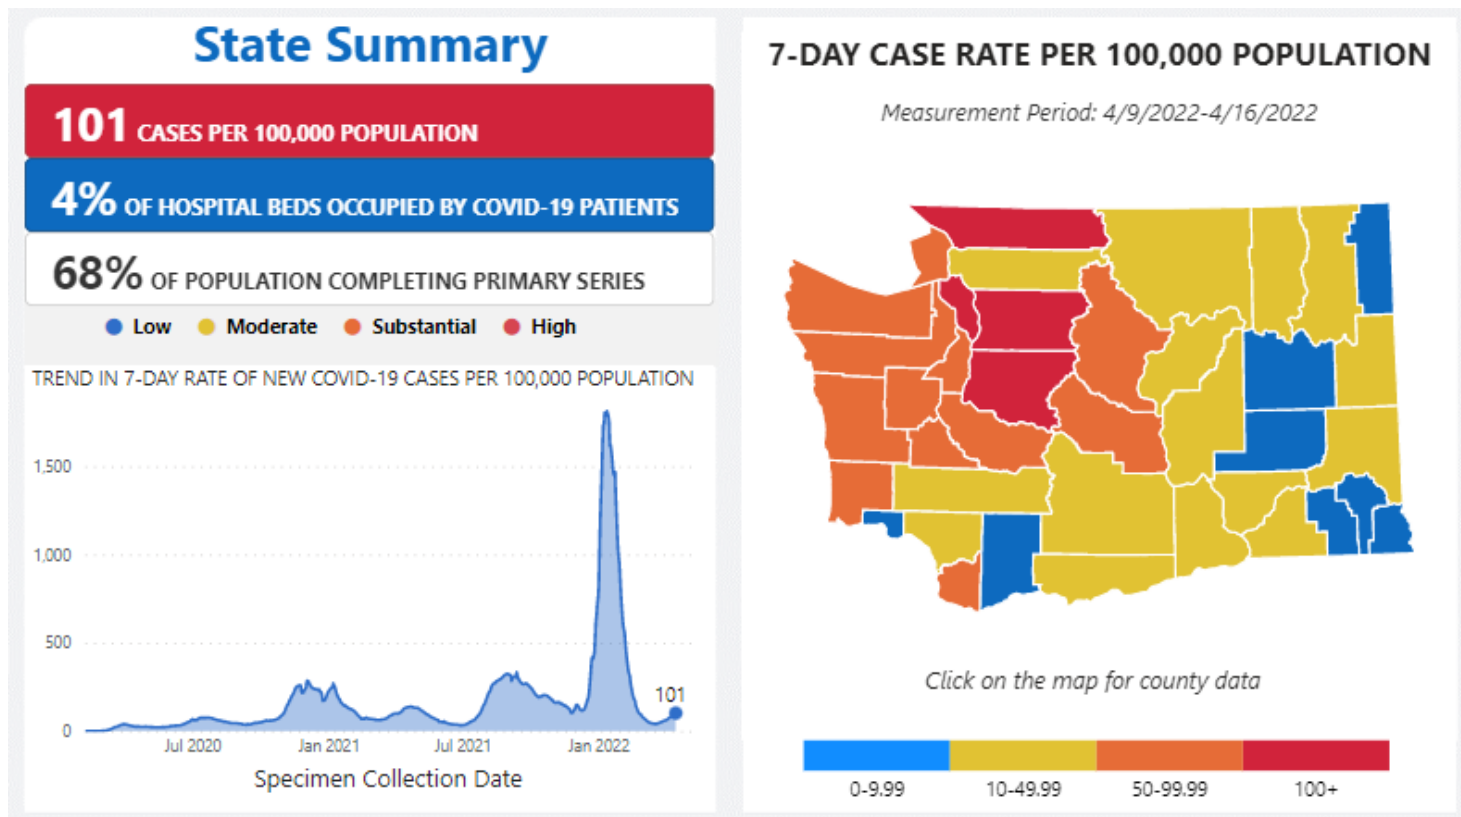 State Summary
101 CASES PER 100,000 POPULATION
4% OF HOSPITAL BEDS OCCUPIED BY COVID-19 PATIENTS
68% OF POPULATION COMPLETING PRIMARY SERIES
Low Moderate Substantial High
TREND IN 7-DAY RATE OF NEW COVID-19 CASES PER 100,000 POPULATION
1,500
1,000
500
101
0
Jul 2020 Jan 2021 Jul 2021 Jan 2022
Specimen Collection Date
7-DAY CASE RATE PER 100,000 POPULATION
Measurement Period: 4/9/2022-4/16/2022
Click on the map for county data
0-9.99 10-49.99 50-99.99 100+